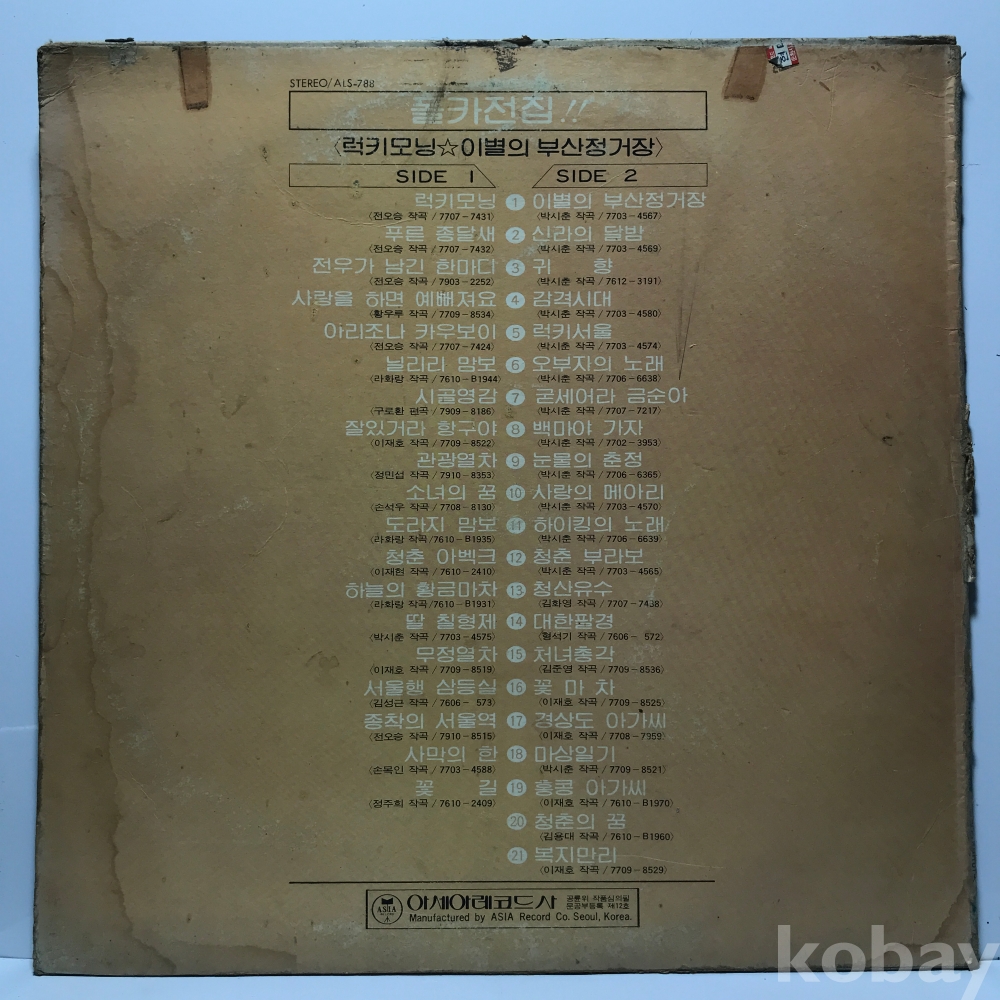 STEREO/ALS-788
폴카전집!!
〈럭키모닝☆이별의 부산정거장〉
SIDE 1 SIDE 2
럭키모닝 1 이별의 부산정거장
(전오승 작곡/7707-7431) (박시춘 작곡/7703-4567)
푸른 종달새 2 신라의 달밤
(전오승 작곡/7707-7432) (박시춘 작곡/7703-4569)
전우가 남긴 한마디 3 귀 향
(전오승 작곡/7903-2252) (박시춘 작곡/7612-3191)
사랑을 하면 예뻐져요 4 감격시대
(황우루 작곡/7709-8534) (박시춘 작곡/7703-4580)
아리조나 카우보이 5 럭키서울
(전오승 작곡/7707-7424) (박시춘 작곡/7703-4574)
닐리리 맘보 6 오부자의 노래
(라화랑 작곡/7610-B1944) (박시춘 작곡/7706-6638)
시골영감 7 굳세어라 금순아
(구로환 편곡/7909-8186) (박시춘 작곡/7707-7217)
잘있거라 항구야 8 백마야 가자
(이재호 작곡/7709-8522) (박시춘 작곡/7702-3953)
관광열차 9 눈물의 춘정
(정민섭 작곡/7910-8353) (박시춘 작곡/7706-6365)
소녀의 꿈 10 사랑의 메아리
(손석우 작곡/7708-8130) (박시춘 작곡/7703-4570)
도라지 맘보 11 하이킹의 노래
(라화랑 작곡/7610-B1935) (박시춘 작곡/7706-6639)
청춘 아벡크 12 청춘 부라보
(이재현 작곡/7610-2410) (박시춘 작곡/7703-4565)
하늘의 황금마차 13 청산유수
(라화랑 작곡/7610-B1931) (김화영 작곡/7707-7438)
딸 칠형제 14 대한팔경
(박시춘 작곡/7703-4575) (형석기 작곡/7606- 572)
무정열차 15 처녀총각
(이재호 작곡/7709-8519) (김준영 작곡/7709-8536)
서울행 삼등실 16 꽃 마 차
(김성근 작곡/7606- 573) (이재호 작곡/7709-8525)
종착의 서울역 17 경상도 아가씨
(전오승 작곡/7910-8515) (이재호 작곡/7708-7959)
사막의 한 18 마상일기
(손목인 작곡/7703-4588) (박시춘 작곡/7709-8521)
꽃 길 19 홍콩 아가씨
(정주희 작곡/7610-2409) (이재호 작곡/7610-B1970)
20 청춘의 꿈
(김용대 작곡/7610-B1960)
21 복지만리
(이재호 작곡/7709-8529)
ASIA 아세아레코드사 공륜위 작품심의필
문공부등록 제12호
Manufactured by ASIA Record Co. Seoul, Korea.
kobay